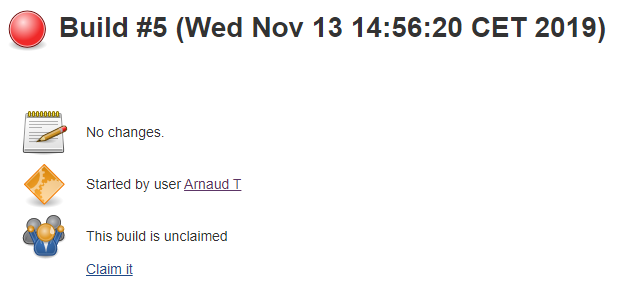 Build #5 (Wed Nov 13 14:56:20 CET 2019)
No changes.
Started by user Arnaud T
This build is unclaimed
Claim it